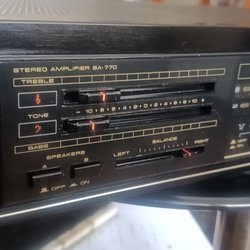 STEREO AMPLIFIER SA-770
TREBLE
TONE
– 10 · 8 · 6 · 4 · 2 · 0 · 2 · 4 · 6 · 8 · 10 +
BASS
SPEAKERS
A B
LEFT BALANCE RIGHT
OFF ON